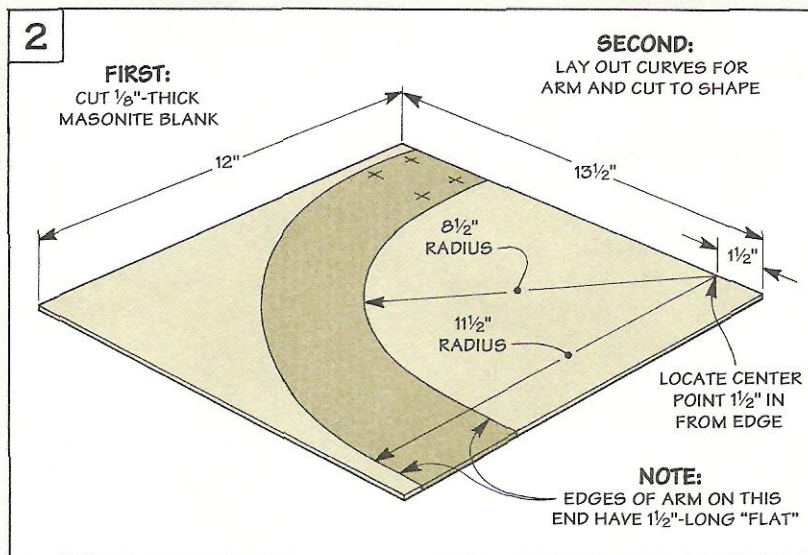 2
FIRST:
CUT 1/8"-THICK
MASONITE BLANK
SECOND:
LAY OUT CURVES FOR
ARM AND CUT TO SHAPE
12"
13½"
1½"
8½"
RADIUS
11½"
RADIUS
LOCATE CENTER
POINT 1½" IN
FROM EDGE
NOTE:
EDGES OF ARM ON THIS
END HAVE 1½"-LONG “FLAT”